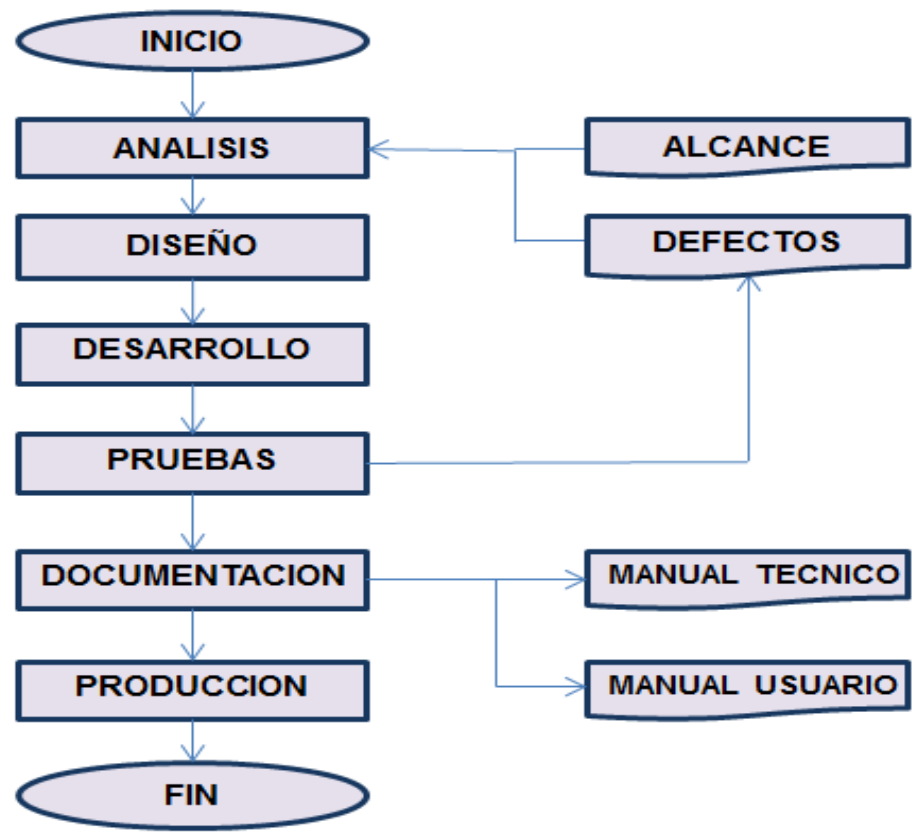 INICIO
ANALISIS
ALCANCE
DISEÑO
DEFECTOS
DESARROLLO
PRUEBAS
DOCUMENTACION
MANUAL TECNICO
PRODUCCION
MANUAL USUARIO
FIN